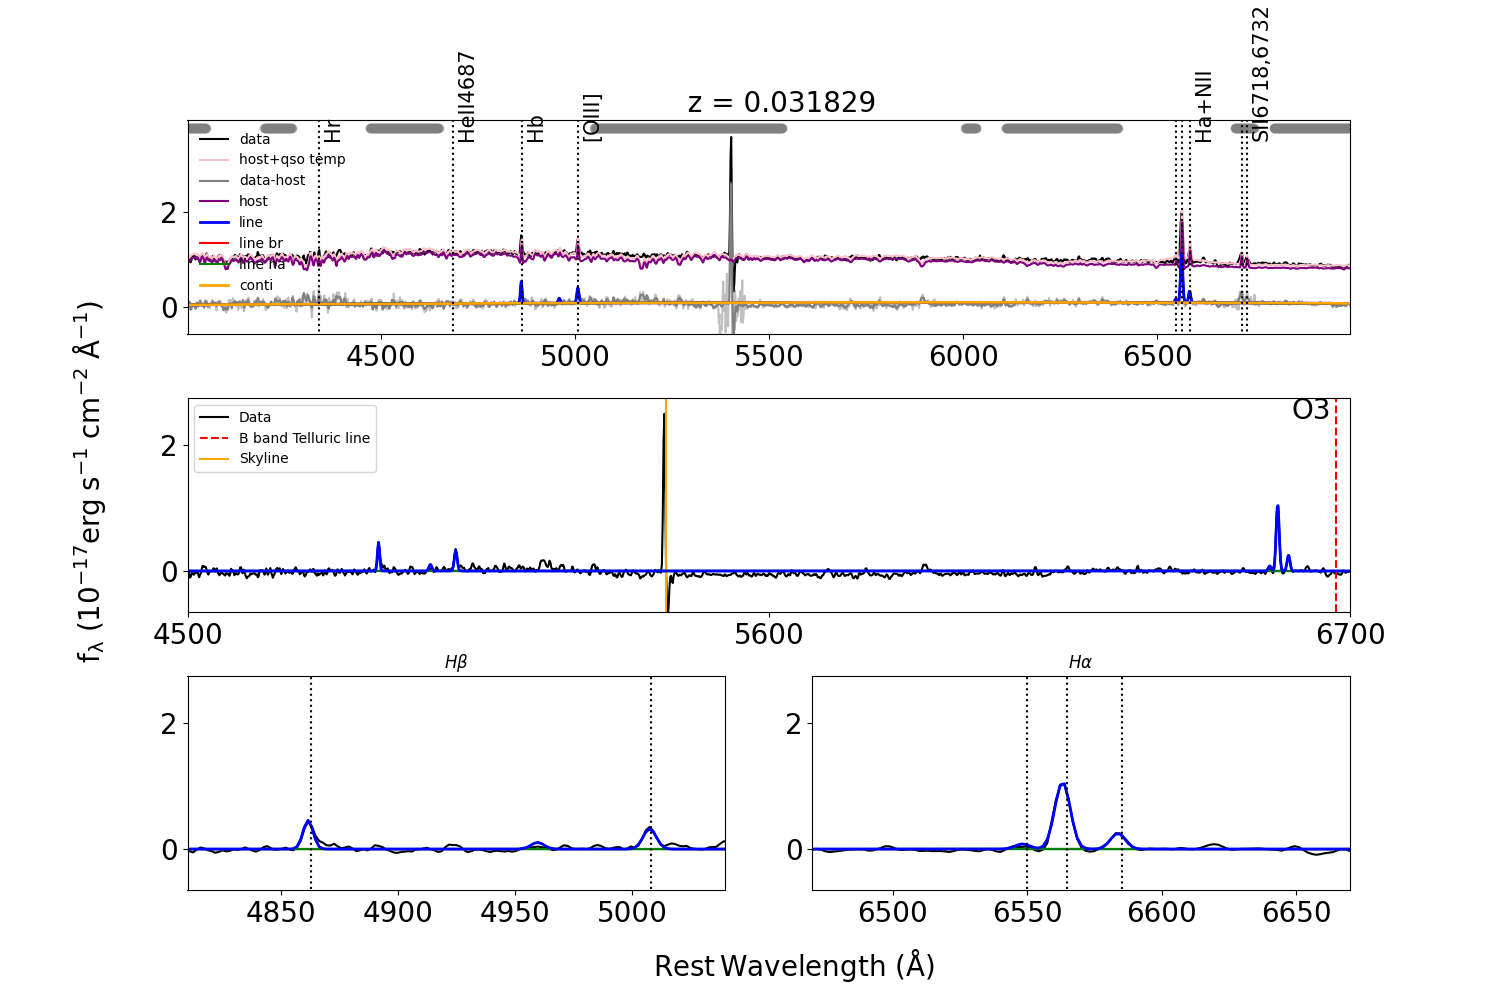 z = 0.031829
Hr
HeII4687
Hb
[OIII]
Ha+NII
SII6718,6732
data
host+qso temp
data-host
host
line
line br
line na
conti
2
0
4500 5000 5500 6000 6500
Data
B band Telluric line
Skyline
O3
2
0
4500 5600 6700
fλ (10⁻¹⁷erg s⁻¹ cm⁻² Å⁻¹)
Hβ
2
0
4850 4900 4950 5000
Hα
2
0
6500 6550 6600 6650
Rest Wavelength (Å)